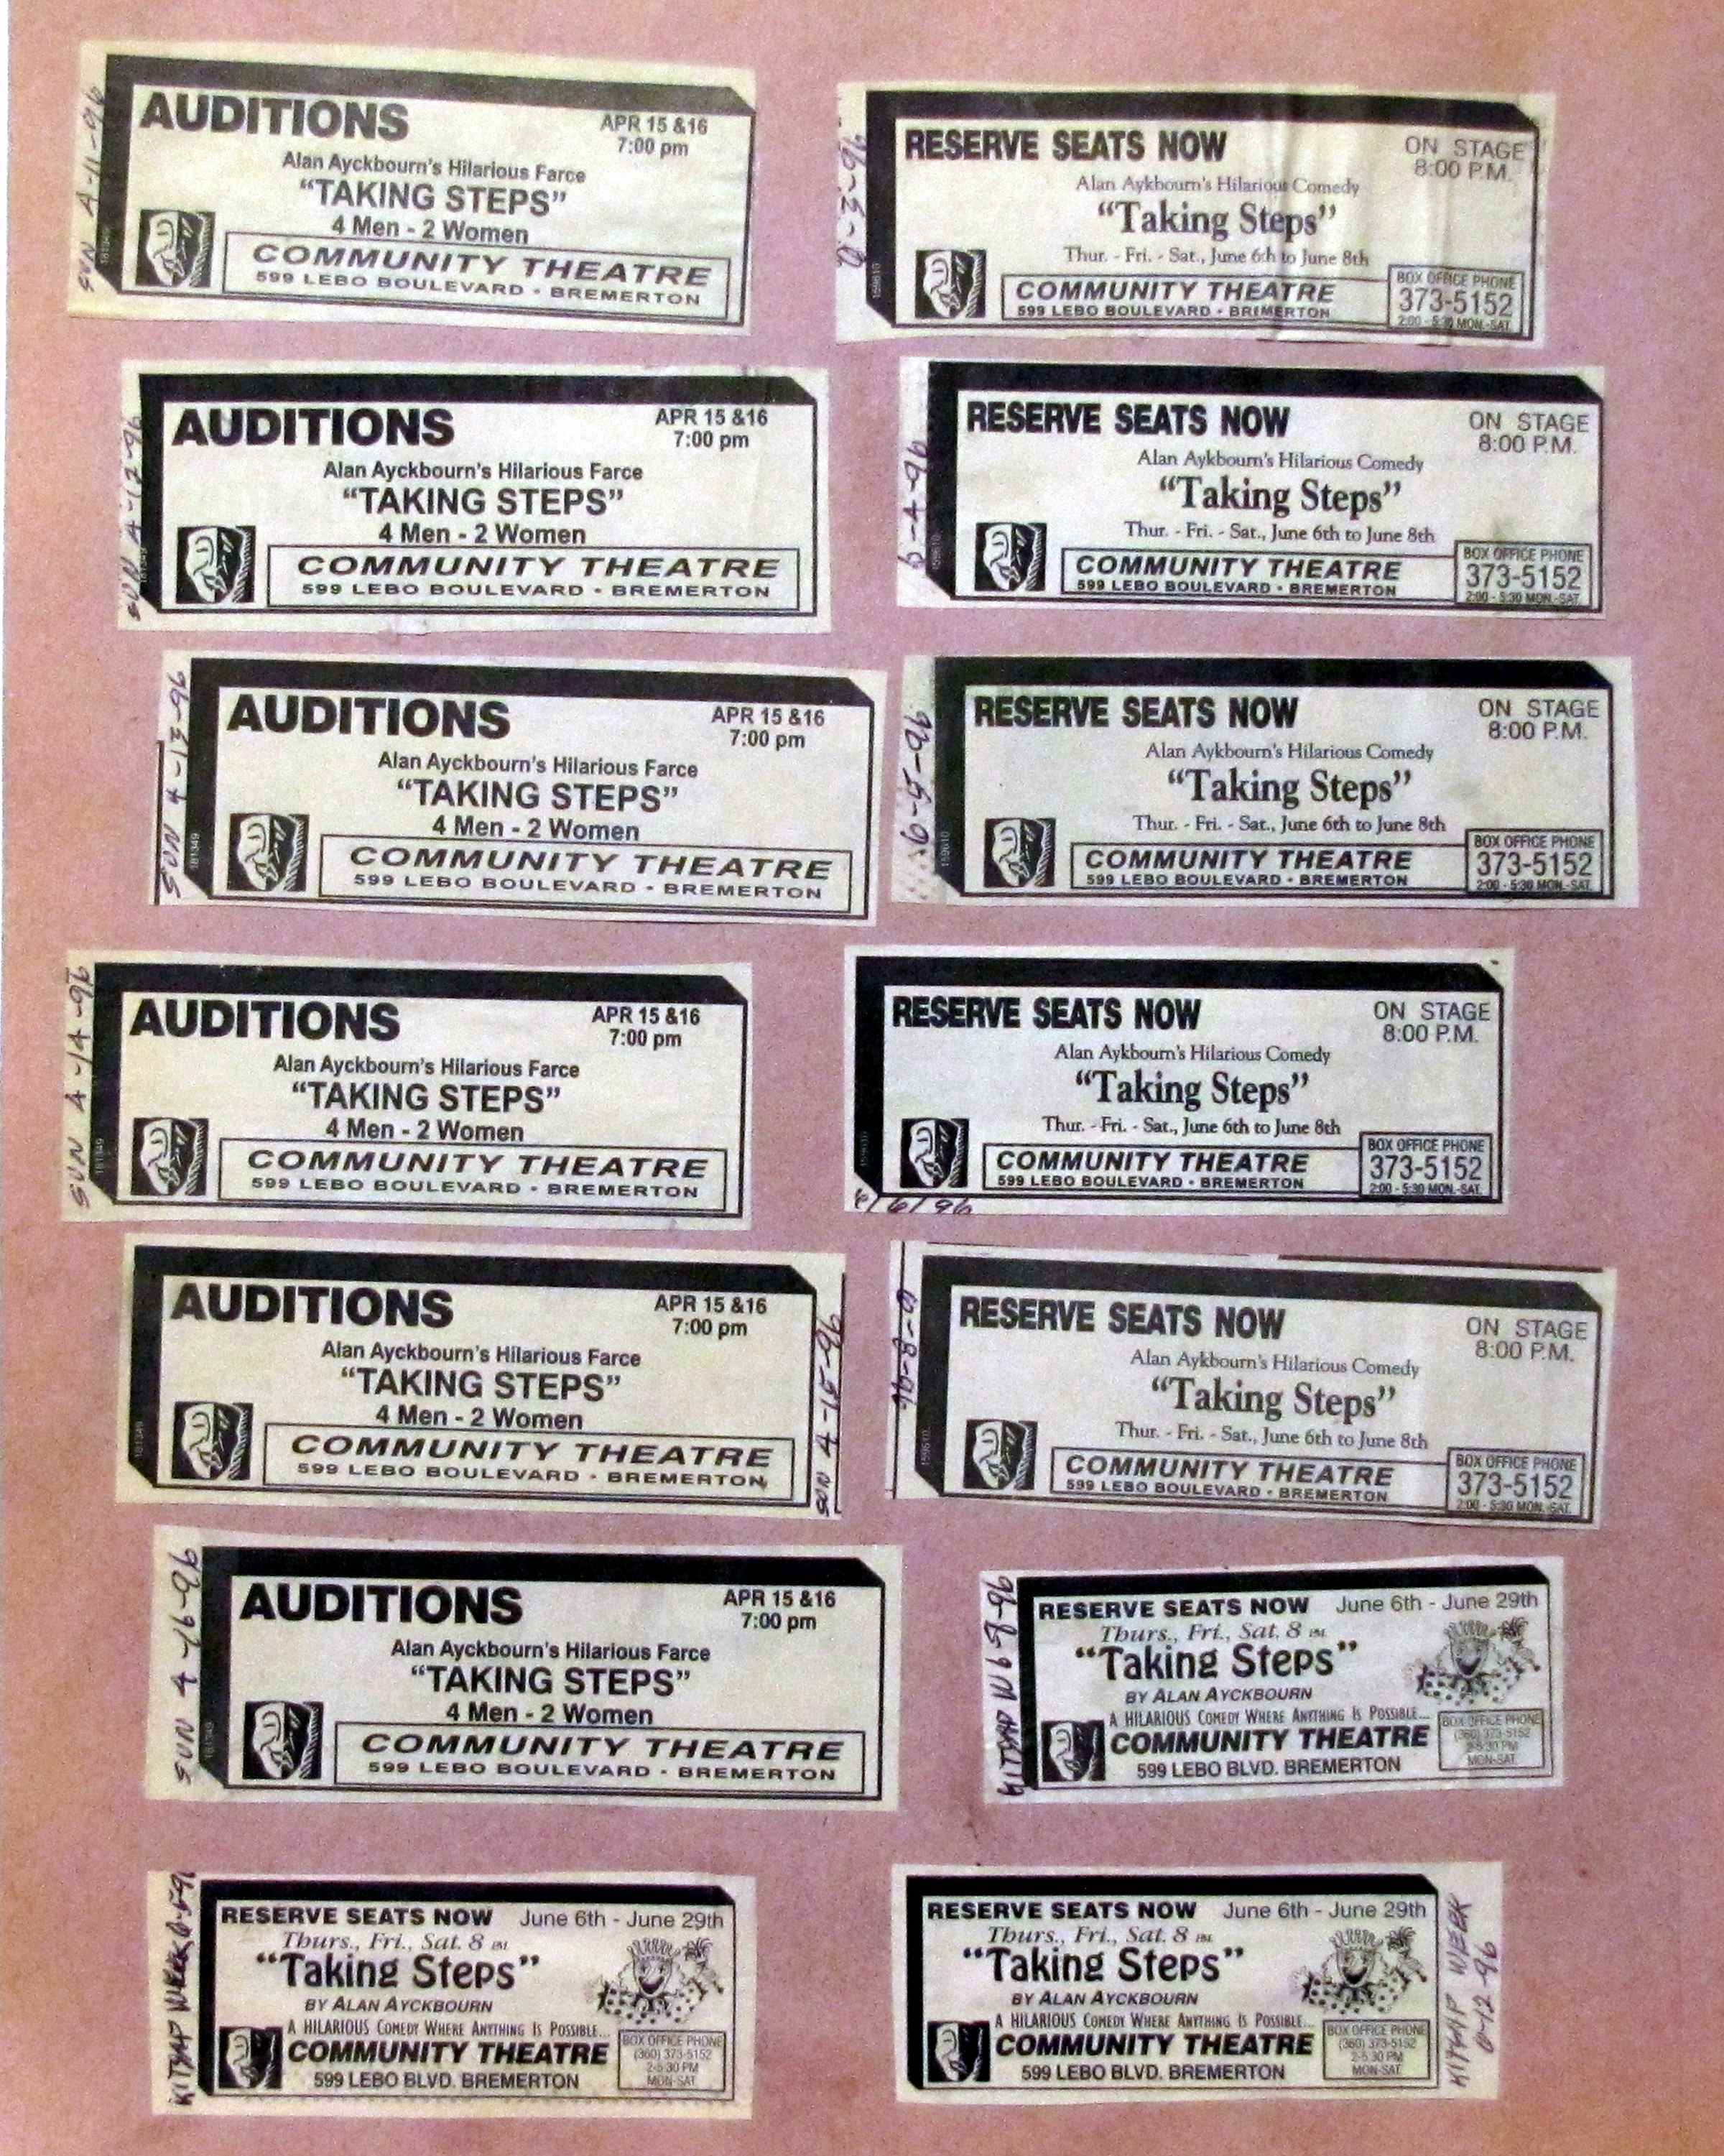 SUN 4-11-96
AUDITIONS
APR 15 &16
7:00 pm
Alan Ayckbourn's Hilarious Farce
“TAKING STEPS”
4 Men - 2 Women
COMMUNITY THEATRE
599 LEBO BOULEVARD • BREMERTON
181349
6-3-96
RESERVE SEATS NOW
ON STAGE
8:00 P.M.
Alan Aykbourn's Hilarious Comedy
“Taking Steps”
Thur. - Fri. - Sat., June 6th to June 8th
COMMUNITY THEATRE
599 LEBO BOULEVARD • BRIMERTON
BOX OFFICE PHONE
373-5152
2:00 - 5:30 MON.-SAT.
159610
SUN 4-12-96
AUDITIONS
APR 15 &16
7:00 pm
Alan Ayckbourn's Hilarious Farce
“TAKING STEPS”
4 Men - 2 Women
COMMUNITY THEATRE
599 LEBO BOULEVARD • BREMERTON
181349
6-4-96
RESERVE SEATS NOW
ON STAGE
8:00 P.M.
Alan Aykbourn's Hilarious Comedy
“Taking Steps”
Thur. - Fri. - Sat., June 6th to June 8th
COMMUNITY THEATRE
599 LEBO BOULEVARD • BREMERTON
BOX OFFICE PHONE
373-5152
2:00 - 5:30 MON.-SAT.
159610
SUN 4-13-96
AUDITIONS
APR 15 &16
7:00 pm
Alan Ayckbourn's Hilarious Farce
“TAKING STEPS”
4 Men - 2 Women
COMMUNITY THEATRE
599 LEBO BOULEVARD • BREMERTON
181349
6-5-96
RESERVE SEATS NOW
ON STAGE
8:00 P.M.
Alan Aykbourn's Hilarious Comedy
“Taking Steps”
Thur. - Fri. - Sat., June 6th to June 8th
COMMUNITY THEATRE
599 LEBO BOULEVARD • BREMERTON
BOX OFFICE PHONE
373-5152
2:00 - 5:30 MON.-SAT.
159610
SUN 4-14-96
AUDITIONS
APR 15 &16
7:00 pm
Alan Ayckbourn's Hilarious Farce
“TAKING STEPS”
4 Men - 2 Women
COMMUNITY THEATRE
599 LEBO BOULEVARD • BREMERTON
181349
RESERVE SEATS NOW
ON STAGE
8:00 P.M.
Alan Aykbourn's Hilarious Comedy
“Taking Steps”
Thur. - Fri. - Sat., June 6th to June 8th
COMMUNITY THEATRE
599 LEBO BOULEVARD • BREMERTON
BOX OFFICE PHONE
373-5152
2:00 - 5:30 MON.-SAT.
159610
6/6/96
AUDITIONS
APR 15 &16
7:00 pm
Alan Ayckbourn's Hilarious Farce
“TAKING STEPS”
4 Men - 2 Women
COMMUNITY THEATRE
599 LEBO BOULEVARD • BREMERTON
181349
SUN 4-15-96
6-8-96
RESERVE SEATS NOW
ON STAGE
8:00 P.M.
Alan Aykbourn's Hilarious Comedy
“Taking Steps”
Thur. - Fri. - Sat., June 6th to June 8th
COMMUNITY THEATRE
599 LEBO BOULEVARD • BREMERTON
BOX OFFICE PHONE
373-5152
2:00 - 5:30 MON.-SAT.
159610
SUN 4-16-96
AUDITIONS
APR 15 &16
7:00 pm
Alan Ayckbourn's Hilarious Farce
“TAKING STEPS”
4 Men - 2 Women
COMMUNITY THEATRE
599 LEBO BOULEVARD • BREMERTON
181349
RESERVE SEATS NOW June 6th - June 29th
Thurs., Fri., Sat. 8 PM
“Taking Steps”
BY ALAN AYCKBOURN
A HILARIOUS COMEDY WHERE ANYTHING IS POSSIBLE...
COMMUNITY THEATRE
599 LEBO BLVD. BREMERTON
BOX OFFICE PHONE
(360) 373-5152
2-5:30 PM
MON-SAT
KITSAP WEEK
RESERVE SEATS NOW June 6th - June 29th
Thurs., Fri., Sat. 8 PM
“Taking Steps”
BY ALAN AYCKBOURN
A HILARIOUS COMEDY WHERE ANYTHING IS POSSIBLE...
COMMUNITY THEATRE
599 LEBO BLVD. BREMERTON
BOX OFFICE PHONE
(360) 373-5152
2-5:30 PM
MON-SAT
RESERVE SEATS NOW June 6th - June 29th
Thurs., Fri., Sat. 8 PM
“Taking Steps”
BY ALAN AYCKBOURN
A HILARIOUS COMEDY WHERE ANYTHING IS POSSIBLE...
COMMUNITY THEATRE
599 LEBO BLVD. BREMERTON
BOX OFFICE PHONE
(360) 373-5152
2-5:30 PM
MON-SAT
KITSAP WEEK
6-12-96